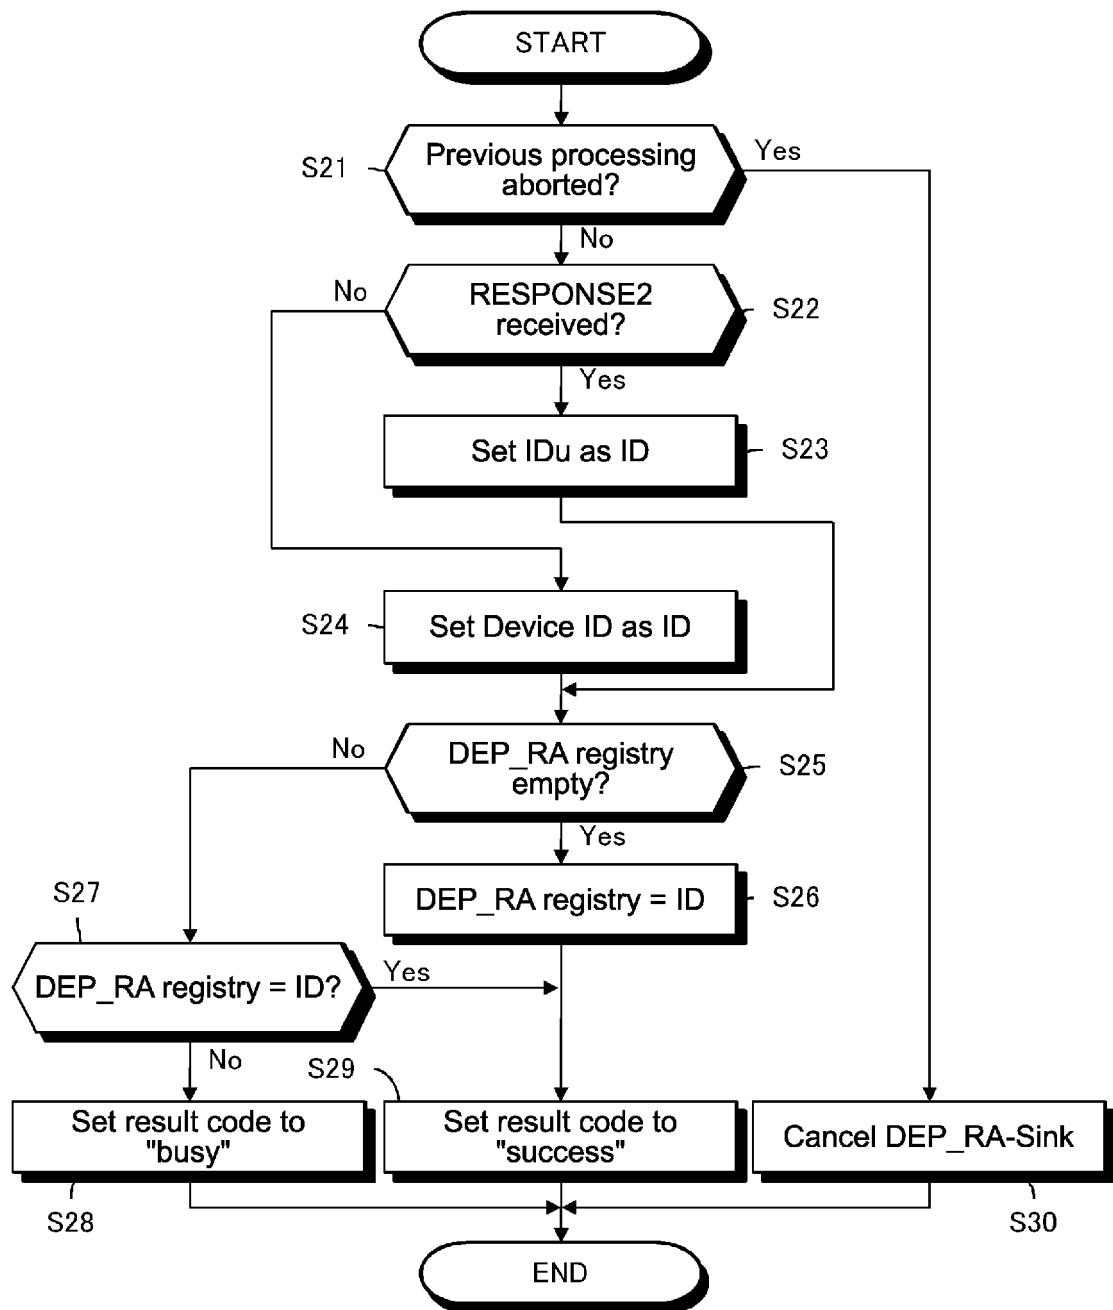 START
Previous processing
aborted?
S21
Yes
No
RESPONSE2
received?
No
S22
Yes
Set IDu as ID
S23
S24
Set Device ID as ID
No
DEP_RA registry
empty?
S25
Yes
DEP_RA registry = ID
S26
S27
DEP_RA registry = ID?
Yes
No
S29
Set result code to
"busy"
Set result code to
"success"
Cancel DEP_RA-Sink
S28
S30
END